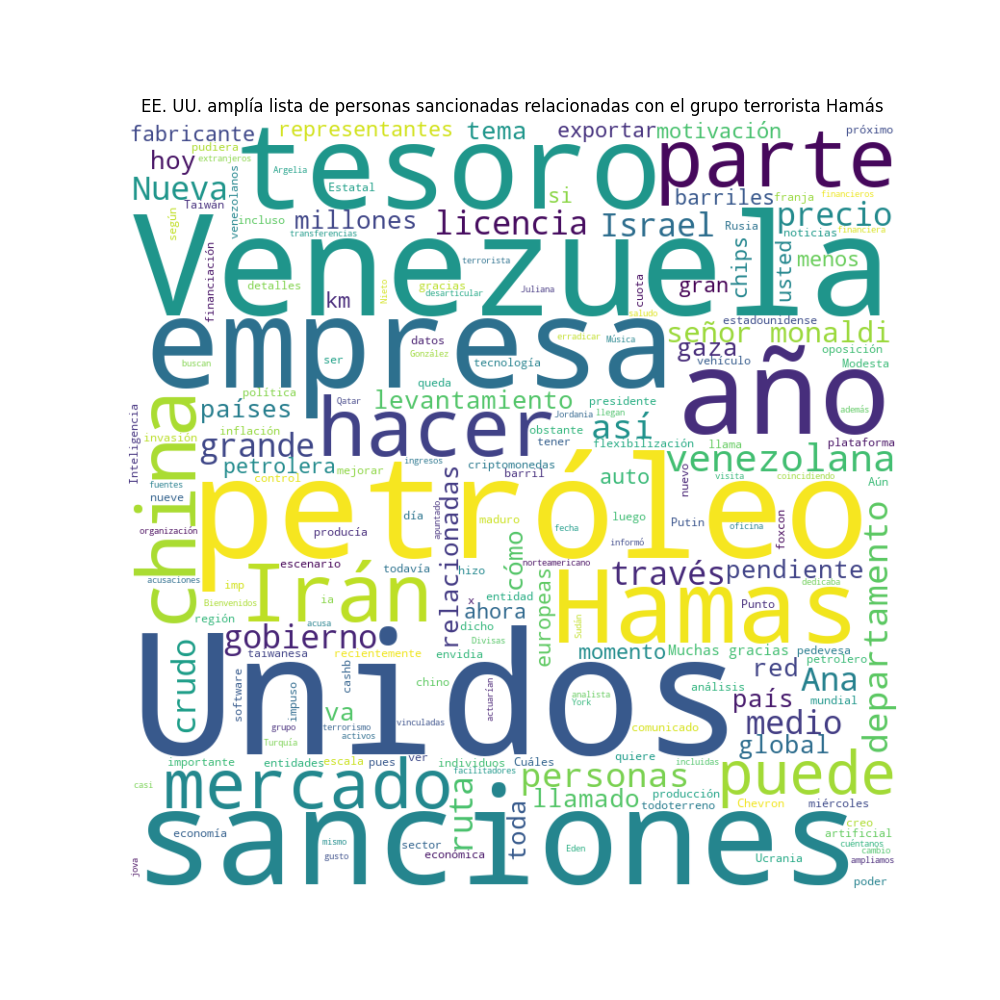 EE. UU. amplía lista de personas sancionadas relacionadas con el grupo terrorista Hamás
fabricante
representantes
tema
exportar
motivación
próximo
pudiera
hoy
extranjeros
tesoro
parte
Argelia
Nueva
Estatal
si
barriles
franja
financieros
Taiwán
venezolanos
según
incluso
millones
licencia
Israel
Rusia
precio
transferencias
noticias
financiera
Venezuela
financiación
terrorista
chips
usted
menos
detalles
km
Nieto
gracias
desarticular
Juliana
cuota
gran
saludo
estadounidense
empresa
señor monaldi
ser
datos
González
tecnología
erradicar
Música
gaza
vehículo
oposición
Modesta
buscan
año
china
política
Qatar
queda
levantamiento
presidente
países
hacer
Jordania
llegan
además
Inteligencia
invasión
inflación
grande
obstante
tener
así
flexibilización
llama
plataforma
petrolera
mejorar
ingresos
criptomonedas
barril
venezolana
fuentes
control
auto
nuevo
visita
coincidiendo
Aún
nueve
petróleo
relacionadas
día
apuntado
maduro
fecha
luego
Putin
oficina
foxcon
organización
producía
informó
escenario
todavía
hizo
norteamericano
cómo
través
pendiente
departamento
acusaciones
imp
Irán
ia
entidad
europeas
Hamas
dedicaba
Bienvenidos
región
acusa
x
ahora
Sudán
Punto
gobierno
dicho
Divisas
crudo
taiwanesa
recientemente
envidia
momento
Muchas gracias
pedevesa
petrolero
Unidos
software
impuso
cashb
chino
actuarían
analista
York
análisis
red
Ana
mundial
país
va
grupo
terrorismo
activos
vinculadas
comunicado
medio
Turquía
global
importante
entidades
escala
pues
ver
individuos
facilitadores
Cuáles
quiere
incluidas
casi
mercado
personas
puede
ruta
llamado
producción
todoterreno
Chevron
miércoles
sanciones
economía
mismo
gusto
sector
económica
toda
Eden
Ucrania
creo
artificial
cuéntanos
cambio
ampliamos
jova
poder